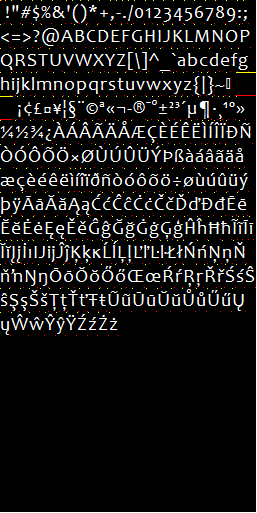 !"#$%&'()*+,-./0123456789:;
<=>?@ABCDEFGHIJKLMNOP
QRSTUVWXYZ[\]^_`abcdefg
hijklmnopqrstuvwxyz{|}~
¡¢£¤¥¦§¨©ª«¬-®¯°±²³´µ¶·¸¹º»
¼½¾¿ÀÁÂÃÄÅÆÇÈÉÊËÌÍÎÏÐÑ
ÒÓÔÕÖ×ØÙÚÛÜÝÞßàáâãäå
æçèéêëìíîïðñòóôõö÷øùúûüý
þÿĀāĂăĄąĆćĈĉĊċČčĎďĐđĒē
ĔĕĖėĘęĚěĜĝĞğĠġĢģĤĥĦħĨĩĪī
ĬĭĮįİıĲĳĴĵĶķĸĹĺĻļĽľĿŀŁłŃńŅņŇ
ňŉŊŋŌōŎŏŐőŒœŔŕŖŗŘřŚśŜ
ŝŞşŠšŢţŤťŦŧŨũŪūŬŭŮůŰűŲ
ųŴŵŶŷŸŹźŻż